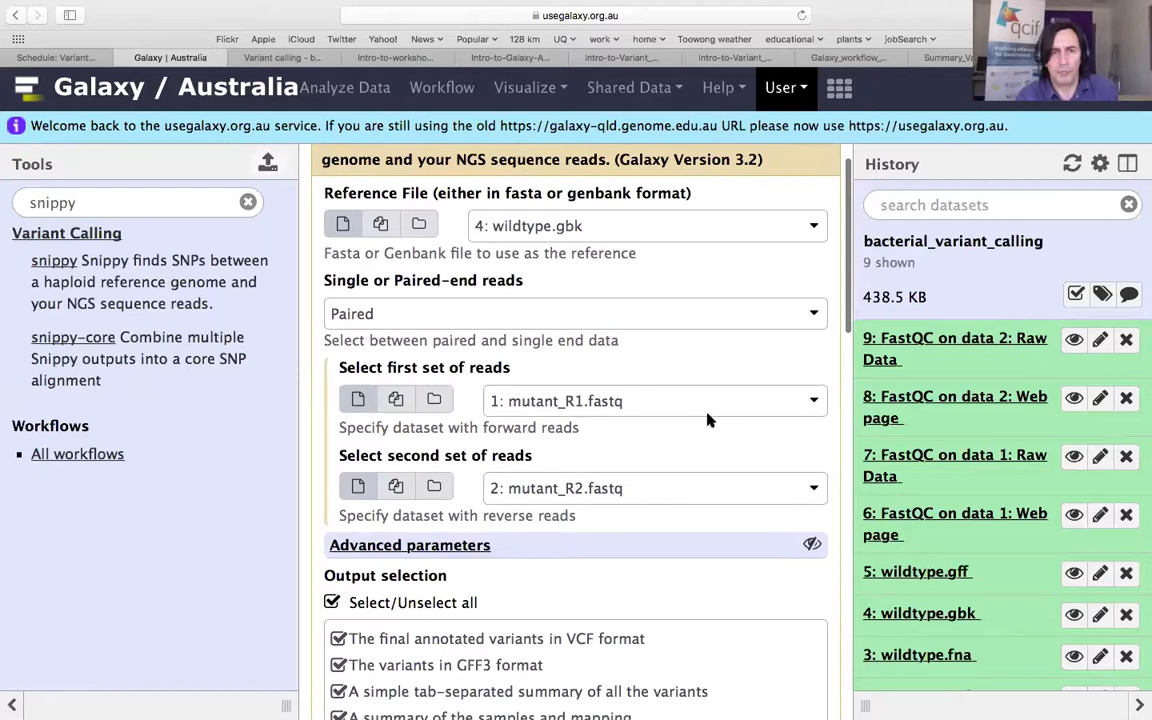 usegalaxy.org.au
Flickr Apple iCloud Twitter Yahoo! News Popular 128 km UQ work home Toowong weather educational plants jobSearch
Schedule: Variant... Galaxy | Australia Variant calling - b... Intro-to-worksho... Intro-to-Galaxy-A... Intro-to-Variant_... Intro-to-Variant_... Galaxy_workflow_... Summary_Va
qcif
Galaxy / Australia Analyze Data Workflow Visualize Shared Data Help User
Welcome back to the usegalaxy.org.au service. If you are still using the old https://galaxy-qld.genome.edu.au URL please now use https://usegalaxy.org.au.
Tools
snippy
Variant Calling
snippy Snippy finds SNPs between
a haploid reference genome and
your NGS sequence reads.
snippy-core Combine multiple
Snippy outputs into a core SNP
alignment
Workflows
All workflows
genome and your NGS sequence reads. (Galaxy Version 3.2)
Reference File (either in fasta or genbank format)
4: wildtype.gbk
Fasta or Genbank file to use as the reference
Single or Paired-end reads
Paired
Select between paired and single end data
Select first set of reads
1: mutant_R1.fastq
Specify dataset with forward reads
Select second set of reads
2: mutant_R2.fastq
Specify dataset with reverse reads
Advanced parameters
Output selection
Select/Unselect all
The final annotated variants in VCF format
The variants in GFF3 format
A simple tab-separated summary of all the variants
A summary of the samples and mapping
History
search datasets
bacterial_variant_calling
9 shown
438.5 KB
9: FastQC on data 2: Raw
Data
8: FastQC on data 2: Web
page
7: FastQC on data 1: Raw
Data
6: FastQC on data 1: Web
page
5: wildtype.gff
4: wildtype.gbk
3: wildtype.fna